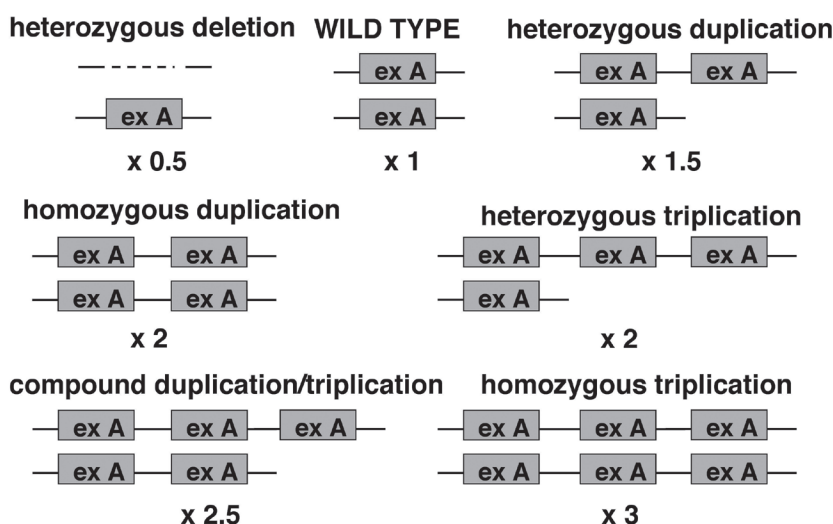 heterozygous deletion WILD TYPE heterozygous duplication
ex A ex A ex A
ex A ex A ex A
x 0.5 x 1 x 1.5
homozygous duplication heterozygous triplication
ex A ex A ex A ex A ex A
ex A ex A ex A
x 2 x 2
compound duplication/triplication homozygous triplication
ex A ex A ex A ex A ex A ex A
ex A ex A ex A ex A ex A
x 2.5 x 3